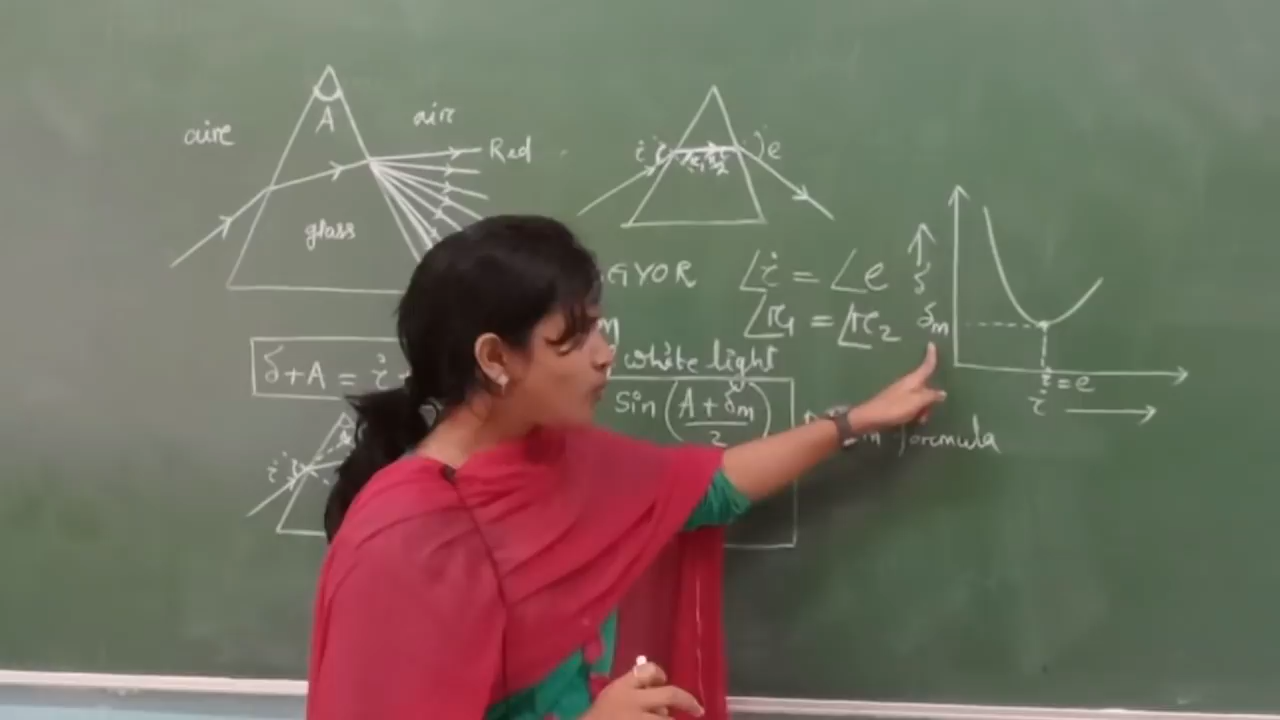 aire
A
air
Red
glass
i
e
GYOR
∠i = ∠e
∠r₁ = ∠r₂
white light
δ+A = i
Sin(A + δm / 2)
formula
δ
δm
i = e
i
i